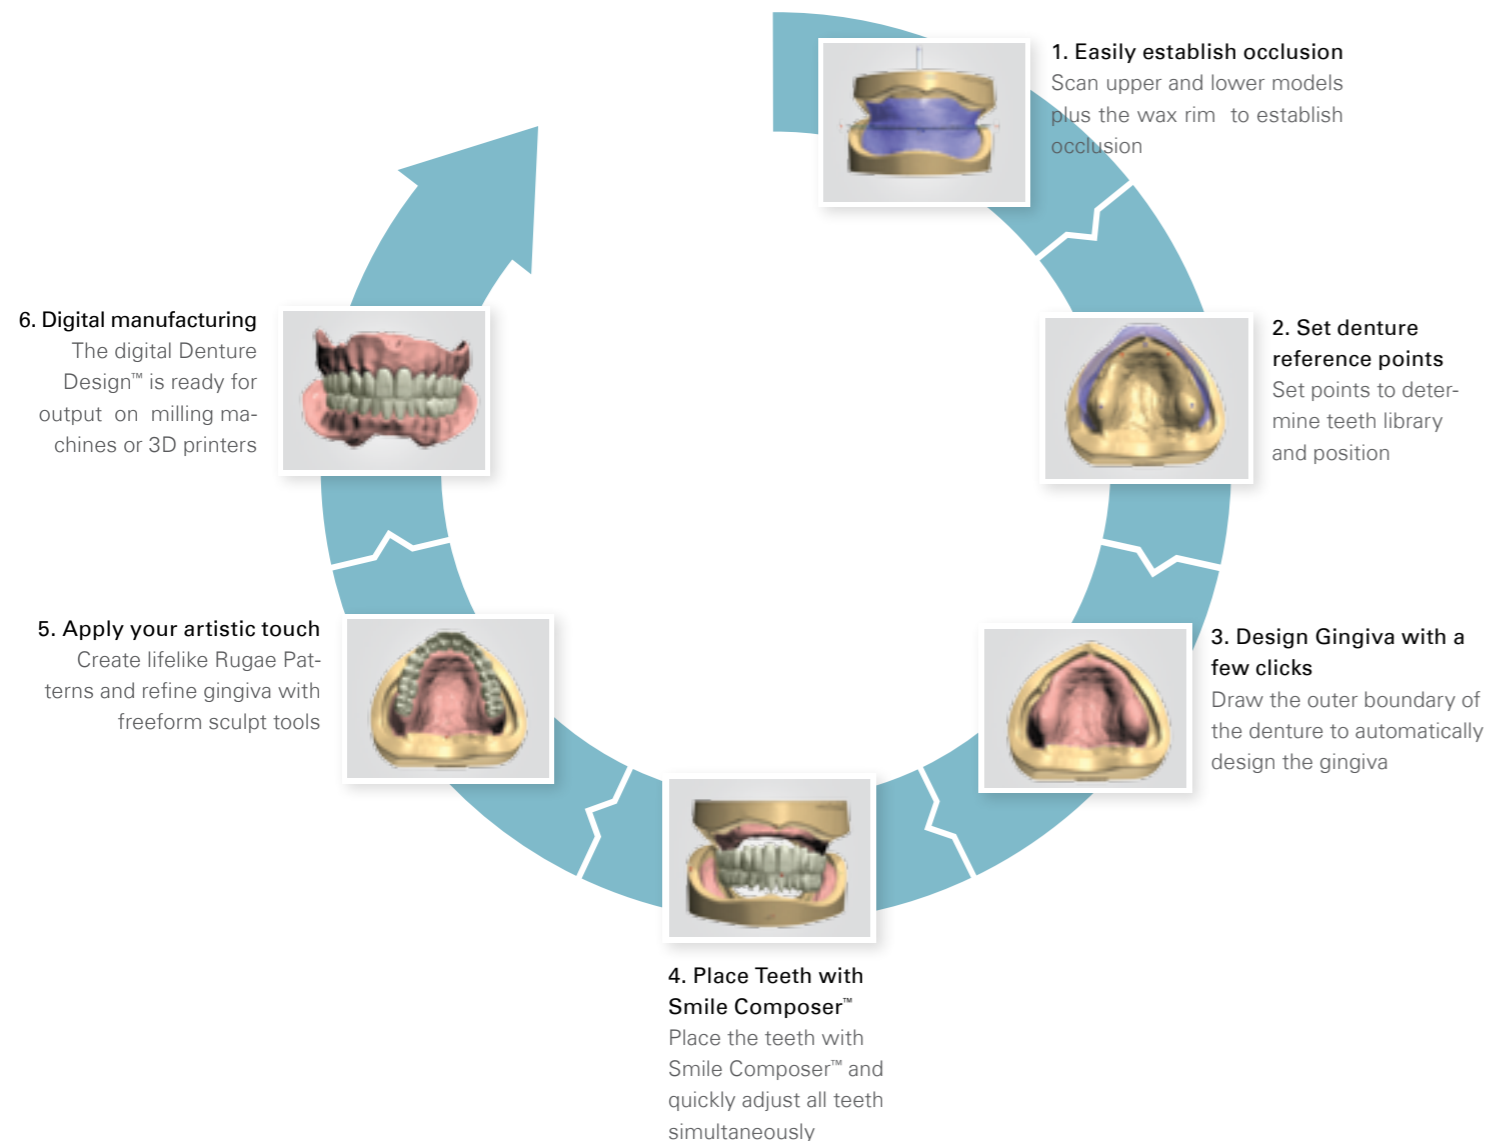 1. Easily establish occlusion
Scan upper and lower models
plus the wax rim to establish
occlusion
2. Set denture
reference points
Set points to deter-
mine teeth library
and position
3. Design Gingiva with a
few clicks
Draw the outer boundary of
the denture to automatically
design the gingiva
4. Place Teeth with
Smile Composer™
Place the teeth with
Smile Composer™ and
quickly adjust all teeth
simultaneously
5. Apply your artistic touch
Create lifelike Rugae Pat-
terns and refine gingiva with
freeform sculpt tools
6. Digital manufacturing
The digital Denture
Design™ is ready for
output on milling ma-
chines or 3D printers